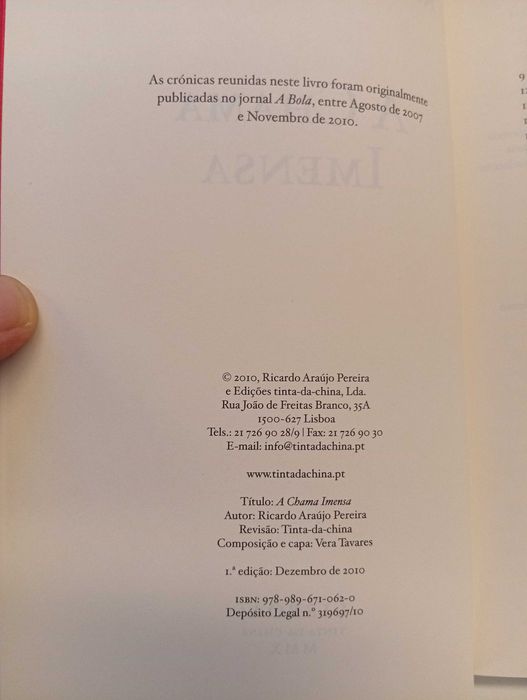 As crónicas reunidas neste livro foram originalmente
publicadas no jornal A Bola, entre Agosto de 2007
e Novembro de 2010.
IMENSA
© 2010, Ricardo Araújo Pereira
e Edições tinta-da-china, Lda.
Rua João de Freitas Branco, 35A
1500-627 Lisboa
Tels.: 21 726 90 28/9 | Fax: 21 726 90 30
E-mail: info@tintadachina.pt
www.tintadachina.pt
Título: A Chama Imensa
Autor: Ricardo Araújo Pereira
Revisão: Tinta-da-china
Composição e capa: Vera Tavares
1.ª edição: Dezembro de 2010
ISBN: 978-989-671-062-0
Depósito Legal n.º 319697/10